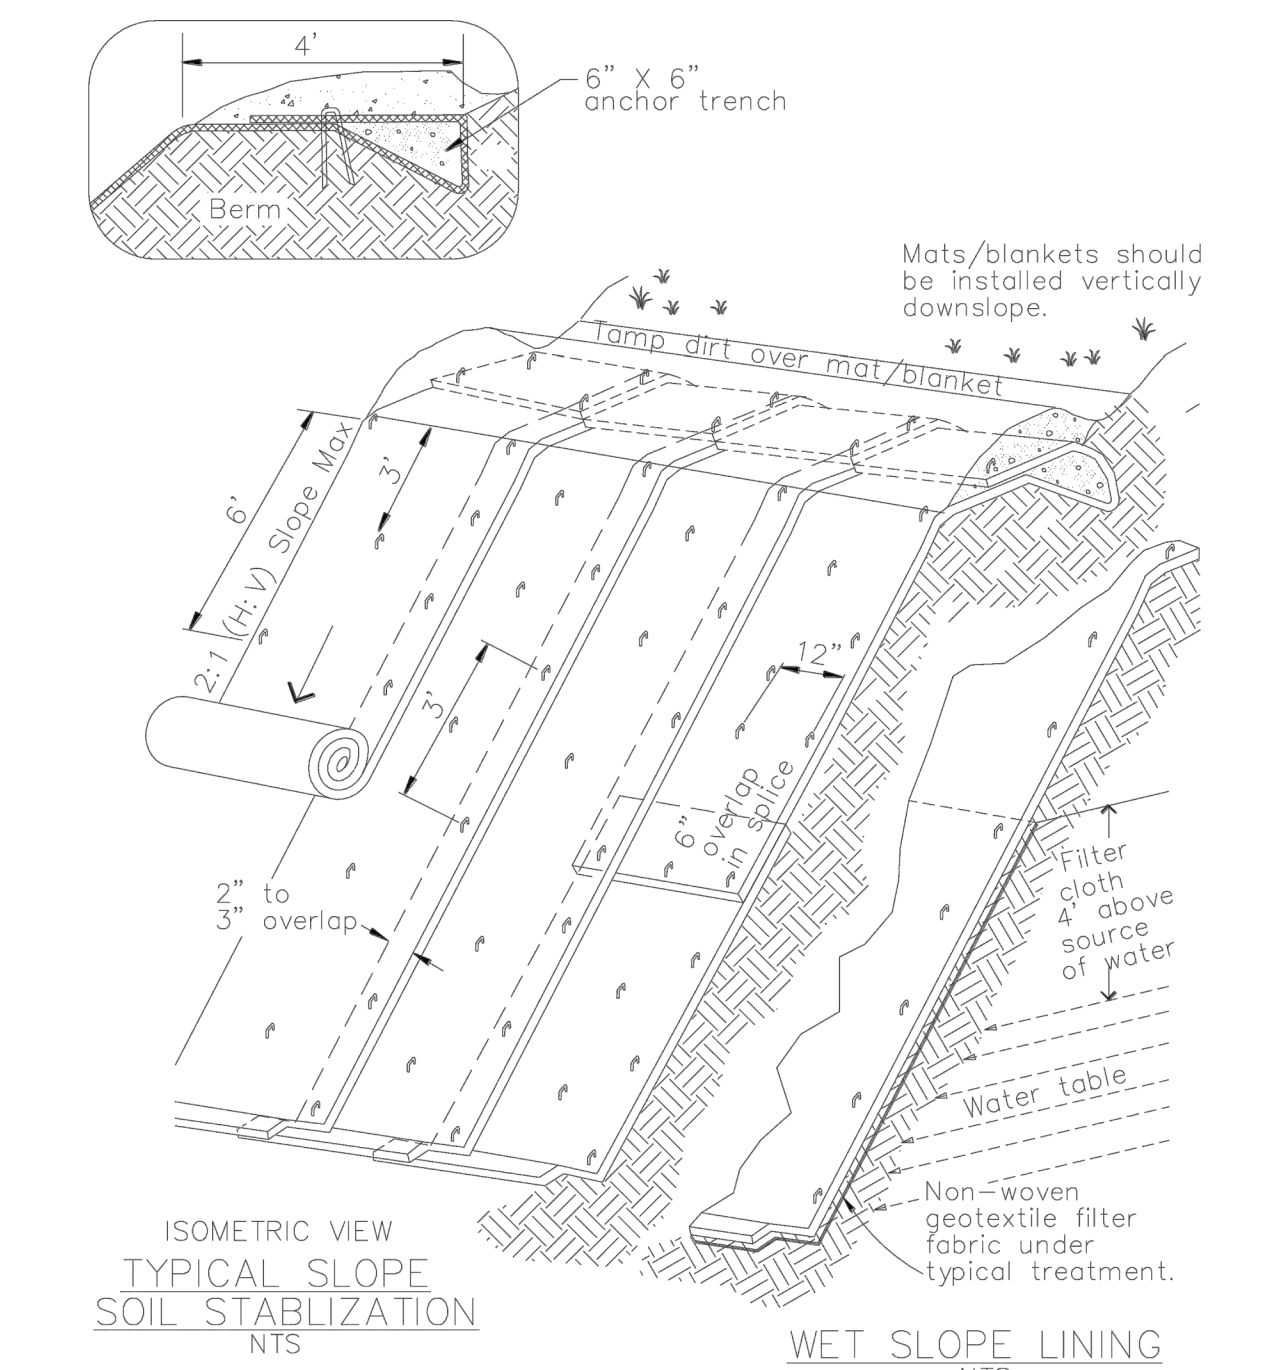 4'
6" X 6"
anchor trench
Berm
Mats/blankets should
be installed vertically
downslope.
Tamp dirt over mat/blanket
6'
2:1 (H:V) Slope Max
3'
3'
12"
6"
overlap
in splice
2" to
3" overlap
Filter
cloth
4' above
source
of water
Water table
Non-woven
geotextile filter
fabric under
typical treatment.
ISOMETRIC VIEW
TYPICAL SLOPE
SOIL STABLIZATION
NTS
WET SLOPE LINING
NTS